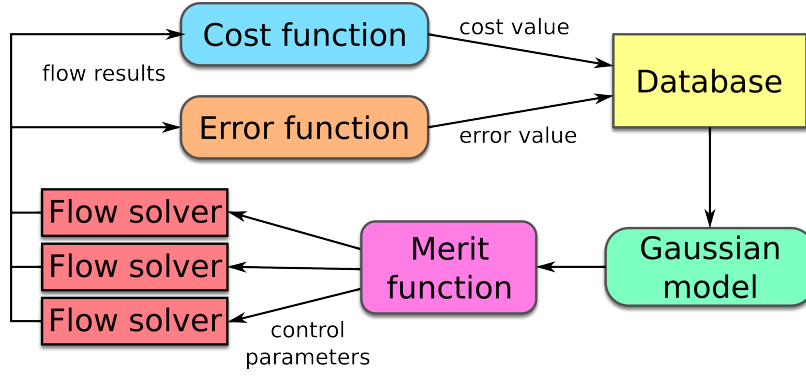 Cost function
cost value
flow results
Database
Error function
error value
Flow solver
Flow solver
Flow solver
Merit
function
Gaussian
model
control
parameters